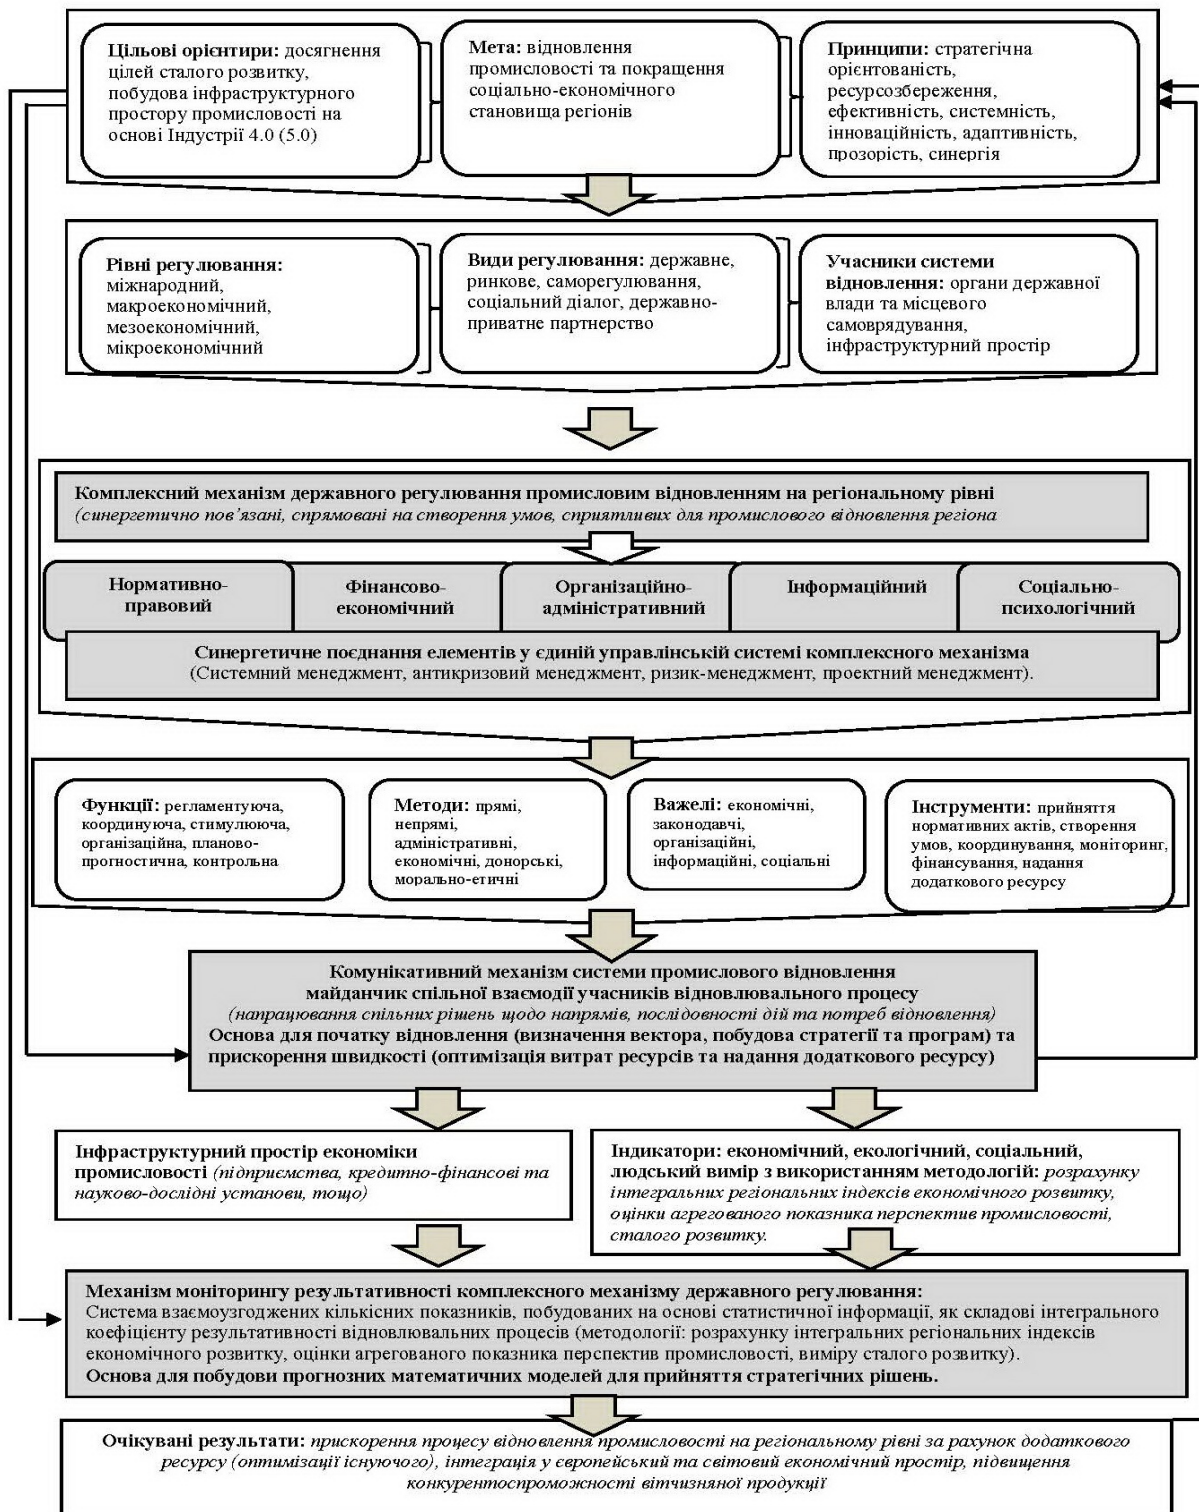 Цільові орієнтири: досягнення
цілей сталого розвитку,
побудова інфраструктурного
простору промисловості на
основі Індустрії 4.0 (5.0)
Мета: відновлення
промисловості та покращення
соціально-економічного
становища регіонів
Принципи: стратегічна
орієнтованість,
ресурсозбереження,
ефективність, системність,
інноваційність, адаптивність,
прозорість, синергія
Рівні регулювання:
міжнародний,
макроекономічний,
мезоекономічний,
мікроекономічний
Види регулювання: державне,
ринкове, саморегулювання,
соціальний діалог, державно-
приватне партнерство
Учасники системи
відновлення: органи державної
влади та місцевого
самоврядування,
інфраструктурний простір
Комплексний механізм державного регулювання промисловим відновленням на регіональному рівні
(синергетично пов’язані, спрямовані на створення умов, сприятливих для промислового відновлення регіона
Нормативно-
правовий
Фінансово-
економічний
Організаційно-
адміністративний
Інформаційний
Соціально-
психологічний
Синергетичне поєднання елементів у єдиній управлінській системі комплексного механізма
(Системний менеджмент, антикризовий менеджмент, ризик-менеджмент, проектний менеджмент).
Функції: регламентуюча,
координуюча, стимулююча,
організаційна, планово-
прогностична, контрольна
Методи: прямі,
непрямі,
адміністративні,
економічні, донорські,
морально-етичні
Важелі: економічні,
законодавчі,
організаційні,
інформаційні, соціальні
Інструменти: прийняття
нормативних актів, створення
умов, координування, моніторинг,
фінансування, надання
додаткового ресурсу
Комунікативний механізм системи промислового відновлення
майданчик спільної взаємодії учасників відновлювального процесу
(напрацювання спільних рішень щодо напрямів, послідовності дій та потреб відновлення)
Основа для початку відновлення (визначення вектора, побудова стратегії та програм) та
прискорення швидкості (оптимізація витрат ресурсів та надання додаткового ресурсу)
Інфраструктурний простір економіки
промисловості (підприємства, кредитно-фінансові та
науково-дослідні установи, тощо)
Індикатори: економічний, екологічний, соціальний,
людський вимір з використанням методологій: розрахунку
інтегральних регіональних індексів економічного розвитку,
оцінки агрегованого показника перспектив промисловості,
сталого розвитку.
Механізм моніторингу результативності комплексного механізму державного регулювання:
Система взаємоузгоджених кількісних показників, побудованих на основі статистичної інформації, як складові інтегрального
коефіцієнту результативності відновлювальних процесів (методології: розрахунку інтегральних регіональних індексів
економічного розвитку, оцінки агрегованого показника перспектив промисловості, виміру сталого розвитку).
Основа для побудови прогнозних математичних моделей для прийняття стратегічних рішень.
Очікувані результати: прискорення процесу відновлення промисловості на регіональному рівні за рахунок додаткового
ресурсу (оптимізації існуючого), інтеграція у європейський та світовий економічний простір, підвищення
конкурентоспроможності вітчизняної продукції